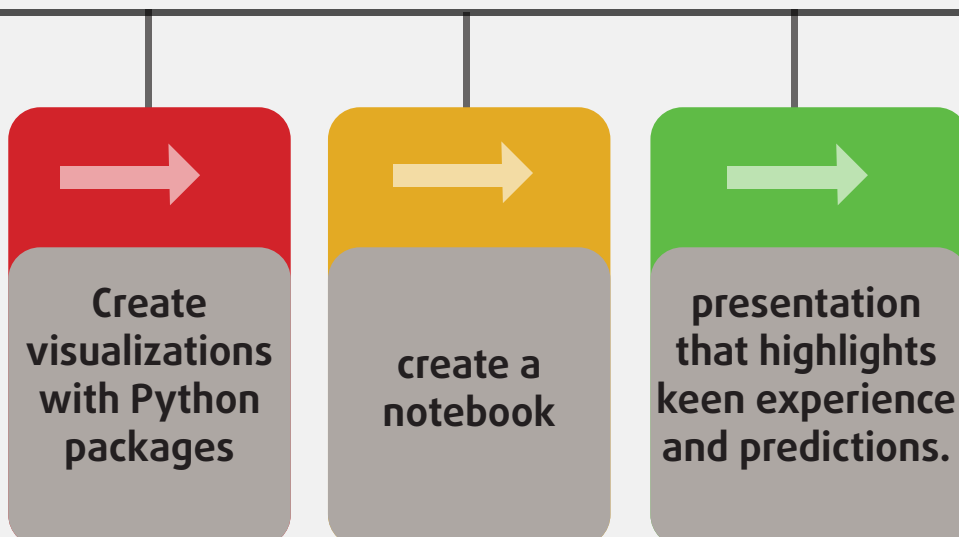 Create
visualizations
with Python
packages
create a
notebook
presentation
that highlights
keen experience
and predictions.